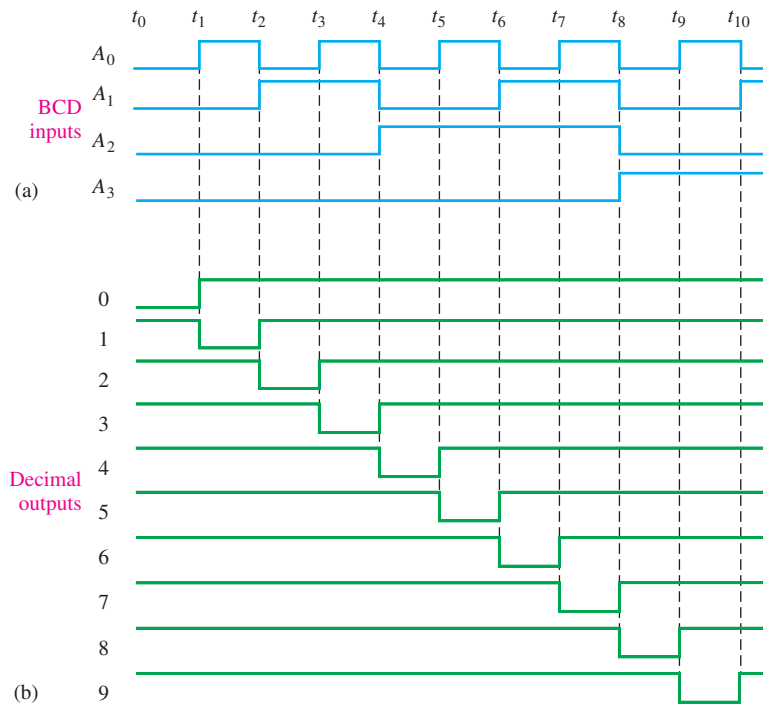 t0 t1 t2 t3 t4 t5 t6 t7 t8 t9 t10
A0
A1
BCD
inputs
A2
(a)
A3
0
1
2
3
4
Decimal
outputs
5
6
7
8
(b)
9